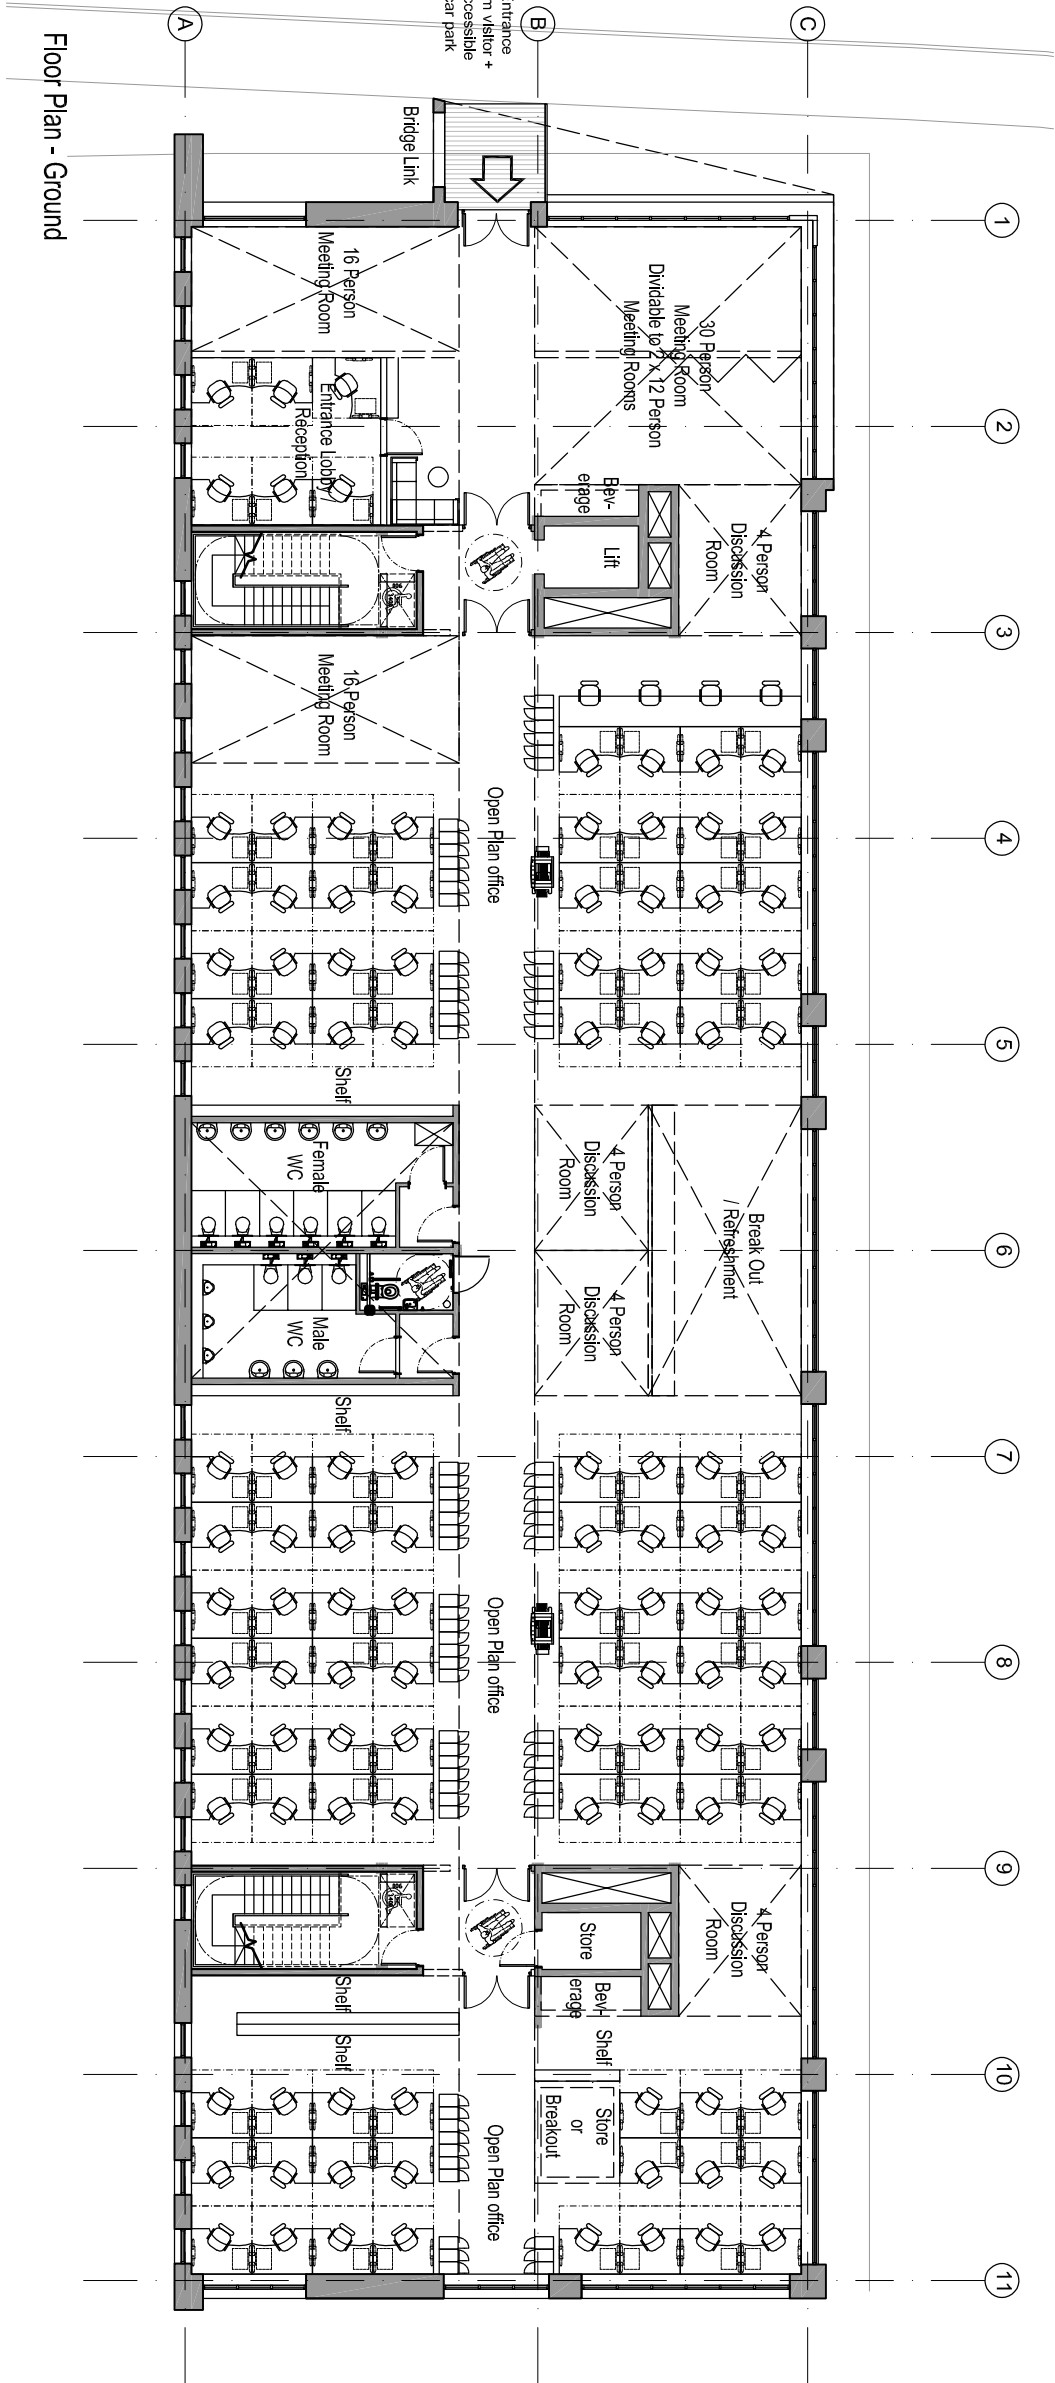 A
B
C
Entrance
m visitor +
ccessible
car park
Floor Plan - Ground
Bridge Link
1
16 Person
Meeting Room
30 Person
Meeting Room
Dividable to 2 x 12 Person
Meeting Rooms
2
Entrance Lobby /
Reception
Bev-
erage
Lift
4 Person
Discussion
Room
3
16 Person
Meeting Room
Open Plan office
4
5
Shelf
Female
WC
4 Person
Discussion
Room
Break Out
/ Refreshment
6
Male
WC
4 Person
Discussion
Room
Shelf
7
Open Plan office
8
9
Store
4 Person
Discussion
Room
Shelf
Bev-
erage
Shelf
Shelf
10
Store
or
Breakout
Open Plan office
11